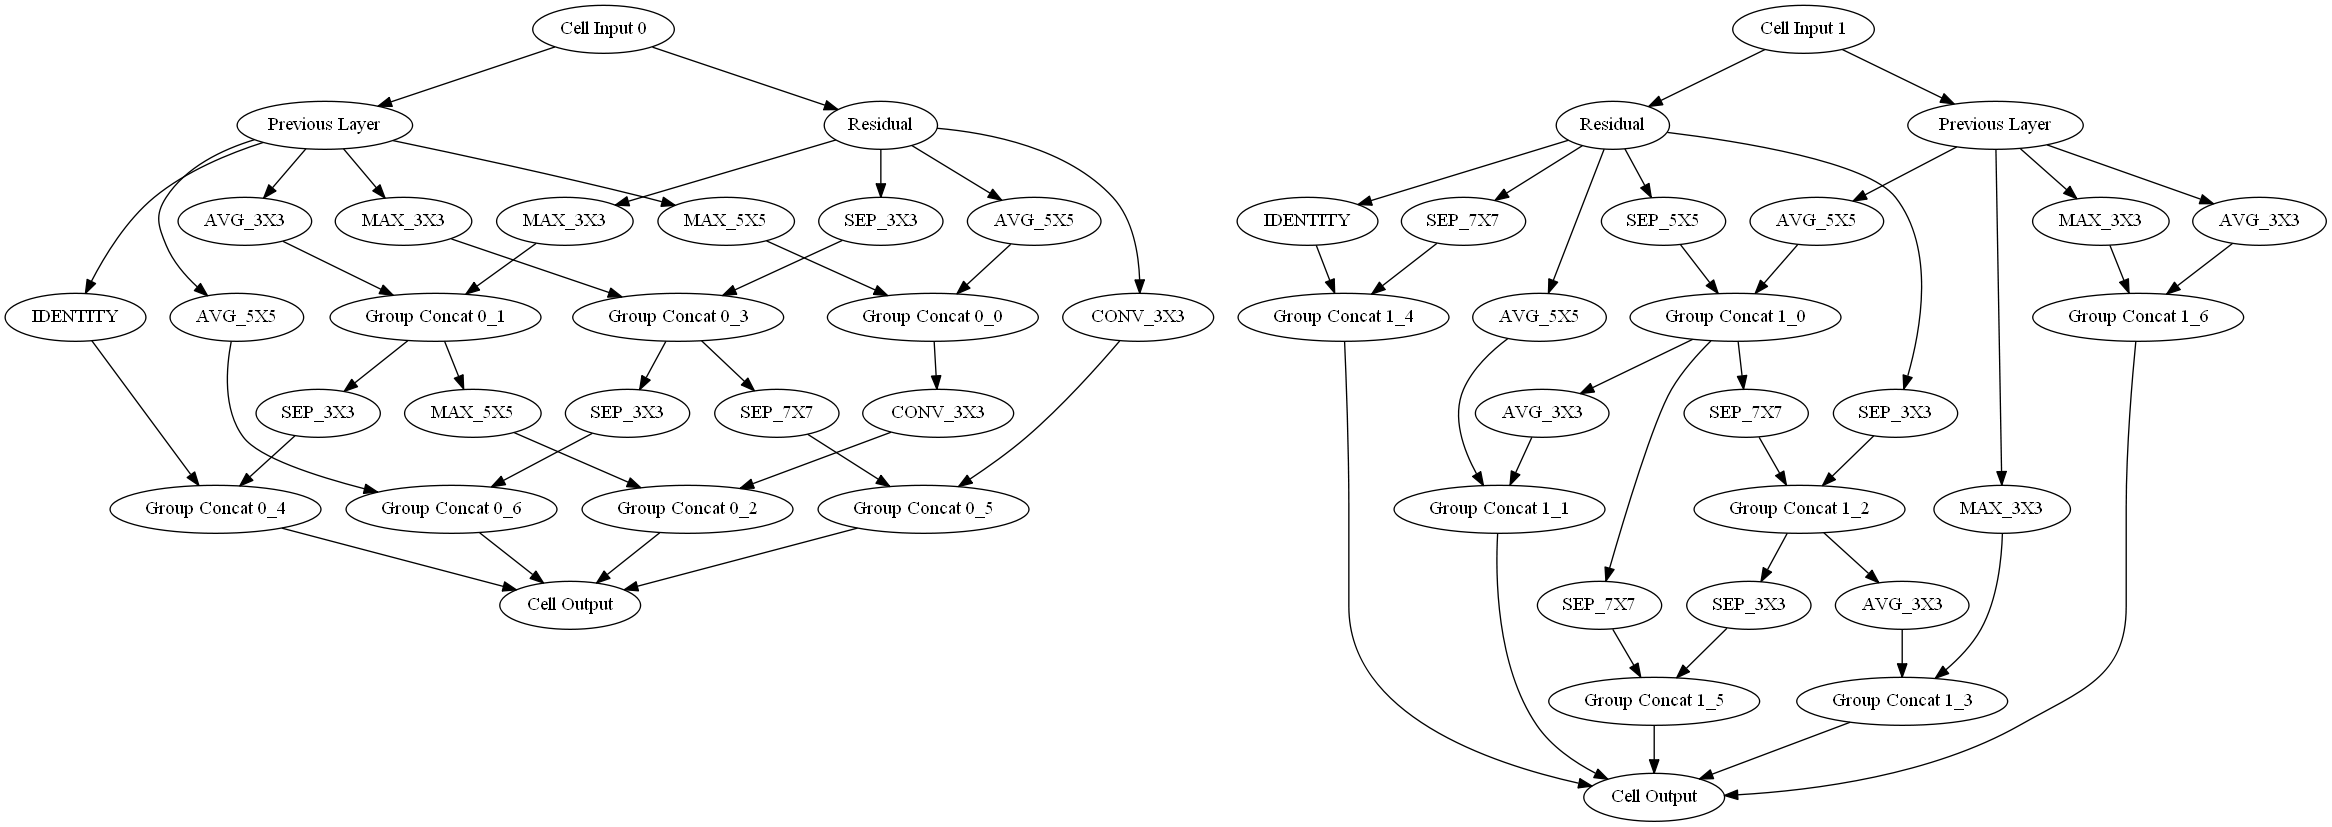 Cell Input 0
Cell Input 1
Previous Layer
Residual
Residual
Previous Layer
AVG_3X3
MAX_3X3
MAX_3X3
MAX_5X5
SEP_3X3
AVG_5X5
IDENTITY
SEP_7X7
SEP_5X5
AVG_5X5
MAX_3X3
AVG_3X3
IDENTITY
AVG_5X5
Group Concat 0_1
Group Concat 0_3
Group Concat 0_0
CONV_3X3
Group Concat 1_4
AVG_5X5
Group Concat 1_0
Group Concat 1_6
SEP_3X3
MAX_5X5
SEP_3X3
SEP_7X7
CONV_3X3
AVG_3X3
SEP_7X7
SEP_3X3
Group Concat 0_4
Group Concat 0_6
Group Concat 0_2
Group Concat 0_5
Group Concat 1_1
Group Concat 1_2
MAX_3X3
Cell Output
SEP_7X7
SEP_3X3
AVG_3X3
Group Concat 1_5
Group Concat 1_3
Cell Output